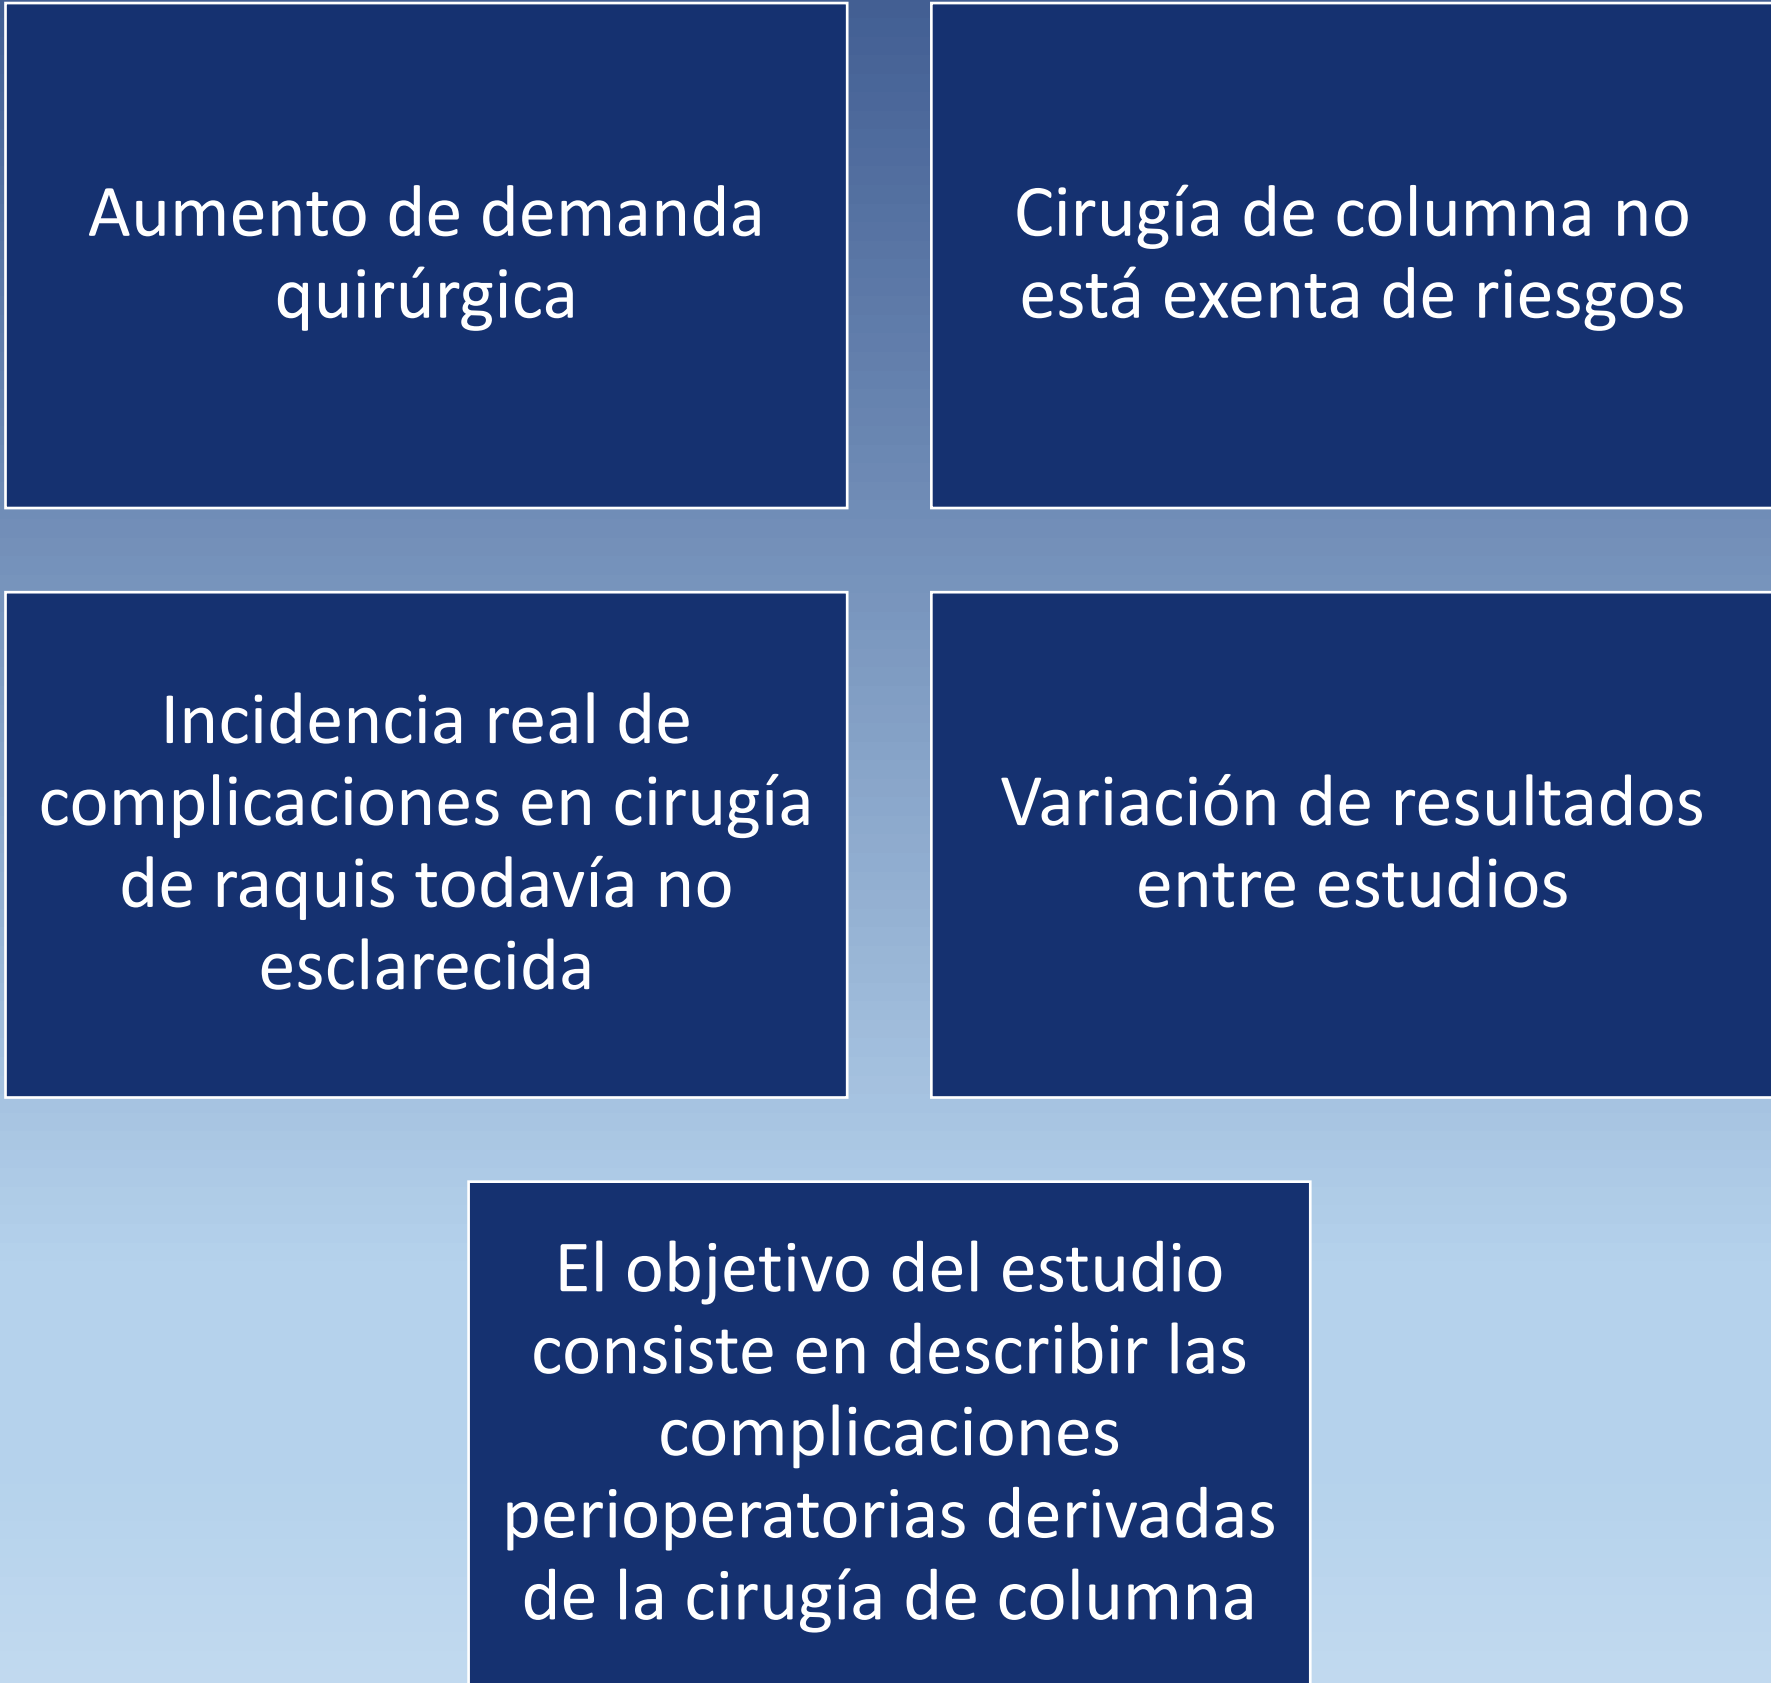 Aumento de demanda
quirúrgica
Cirugía de columna no
está exenta de riesgos
Incidencia real de
complicaciones en cirugía
de raquis todavía no
esclarecida
Variación de resultados
entre estudios
El objetivo del estudio
consiste en describir las
complicaciones
perioperatorias derivadas
de la cirugía de columna